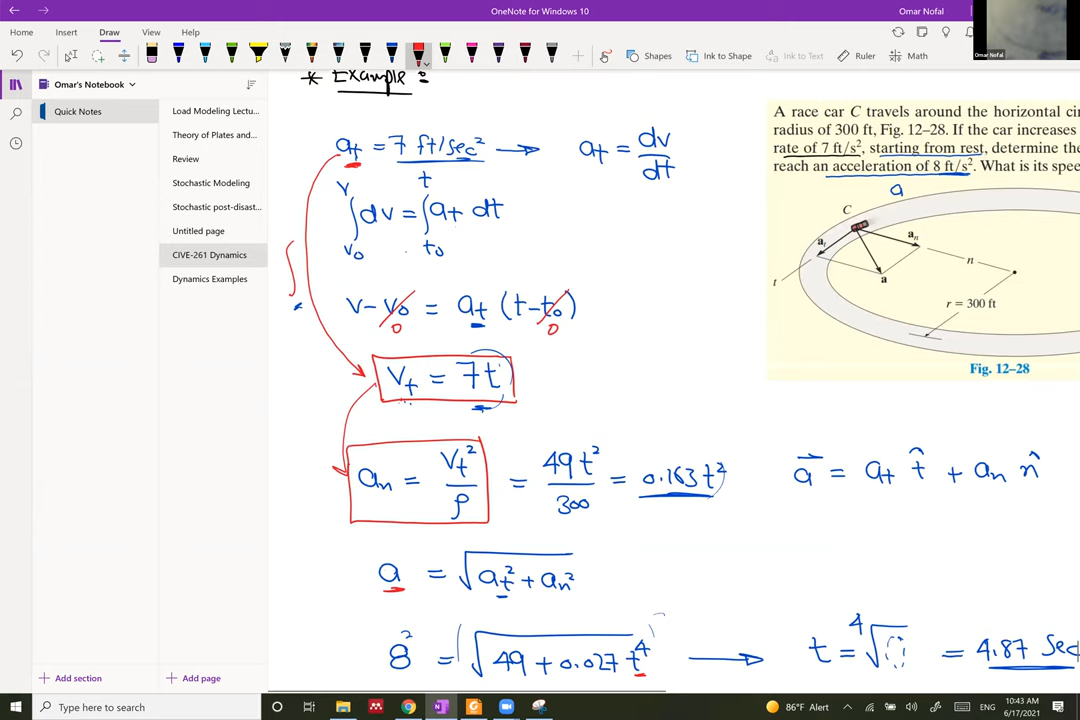 OneNote for Windows 10
Omar Nofal
Home Insert Draw View Help
Shapes Ink to Shape Ink to Text Ruler Math
Omar Nofal
Omar's Notebook
Quick Notes
Load Modeling Lectu...
Theory of Plates and...
Review
Stochastic Modeling
Stochastic post-disast...
Untitled page
CIVE-261 Dynamics
Dynamics Examples
* Example :
at = 7 ft/sec² → at = dv/dt
∫dv = ∫at dt
v v0 t t0
v - v0 = at (t - t0)
0 0
Vt = 7t
an = Vt²/ρ = 49t²/300 = 0.163t²
a = at t̂ + an n̂
a = √at² + an²
8² = (√49 + 0.027 t⁴ → t = ⁴√ = 4.87 Sec
A race car C travels around the horizontal cir
radius of 300 ft, Fig. 12–28. If the car increases
rate of 7 ft/s², starting from rest, determine the
reach an acceleration of 8 ft/s². What is its spee
a
C
at
an
n
a
t
r = 300 ft
Fig. 12–28
Add section
Add page
Type here to search
86°F Alert
ENG
10:43 AM
6/17/2021